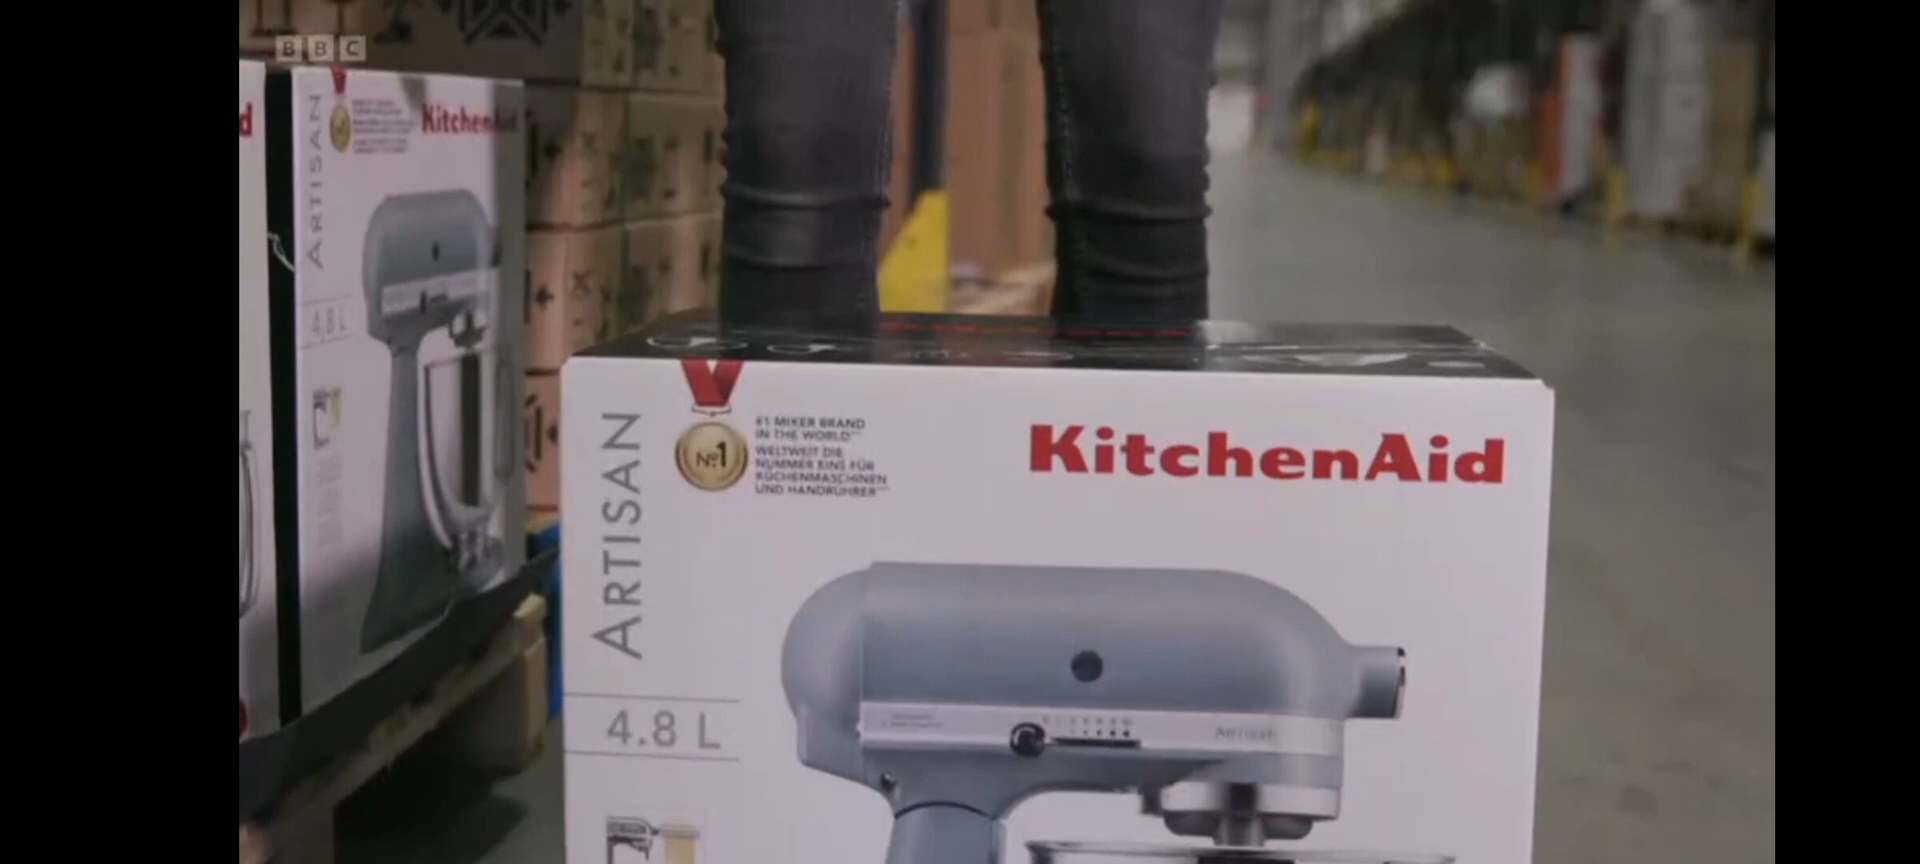 BBC
d
ARTISAN
KitchenAid
4,8 L
ARTISAN
Nº1
#1 MIXER BRAND
IN THE WORLD
WELTWEIT DIE
NUMMER EINS FÜR
KÜCHENMASCHINEN
UND HANDRÜHRER
KitchenAid
4.8 L
ARTISAN